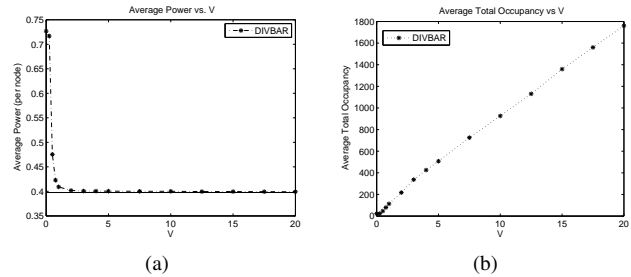 Average Power vs. V
DIVBAR
0.75
0.7
0.65
0.6
0.55
0.5
0.45
0.4
0.35
0
5
10
15
20
V
Average Power (per node)
(a)
Average Total Occupancy vs V
DIVBAR
1800
1600
1400
1200
1000
800
600
400
200
0
0
5
10
15
20
V
Average Total Occupancy
(b)